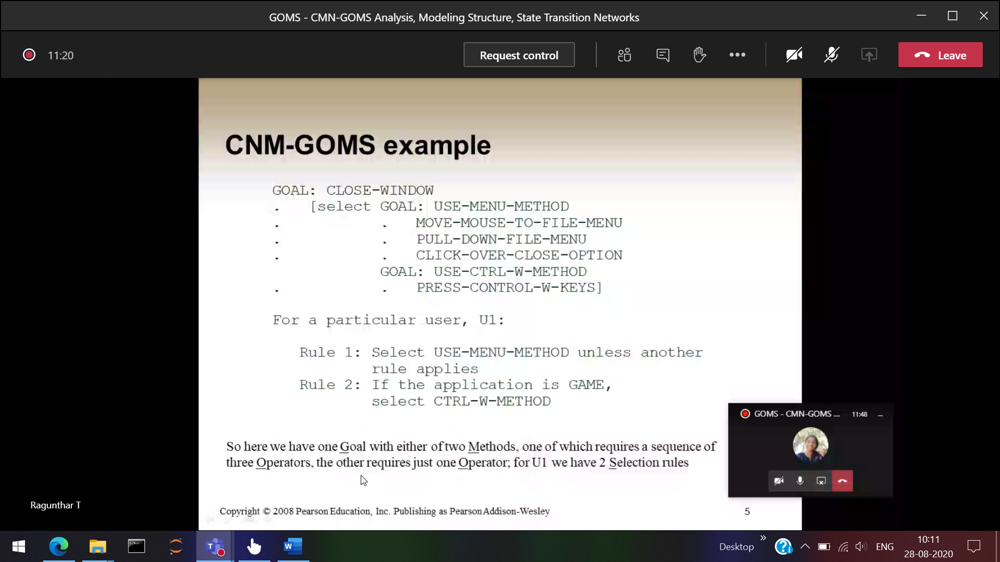 GOMS - CMN-GOMS Analysis, Modeling Structure, State Transition Networks
11:20
Request control
Leave
CNM-GOMS example
GOAL: CLOSE-WINDOW
. [select GOAL: USE-MENU-METHOD
. . MOVE-MOUSE-TO-FILE-MENU
. . PULL-DOWN-FILE-MENU
. . CLICK-OVER-CLOSE-OPTION
GOAL: USE-CTRL-W-METHOD
. . PRESS-CONTROL-W-KEYS]
For a particular user, U1:
Rule 1: Select USE-MENU-METHOD unless another
rule applies
Rule 2: If the application is GAME,
select CTRL-W-METHOD
GOMS - CMN-GOMS ... 11:48
So here we have one Goal with either of two Methods, one of which requires a sequence of
three Operators, the other requires just one Operator; for U1 we have 2 Selection rules
Ragunthar T
Copyright © 2008 Pearson Education, Inc. Publishing as Pearson Addison-Wesley
5
Desktop
ENG
10:11
28-08-2020